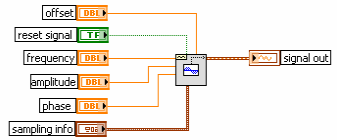 offset DBL
reset signal TF
frequency DBL
signal out
amplitude DBL
phase DBL
sampling info